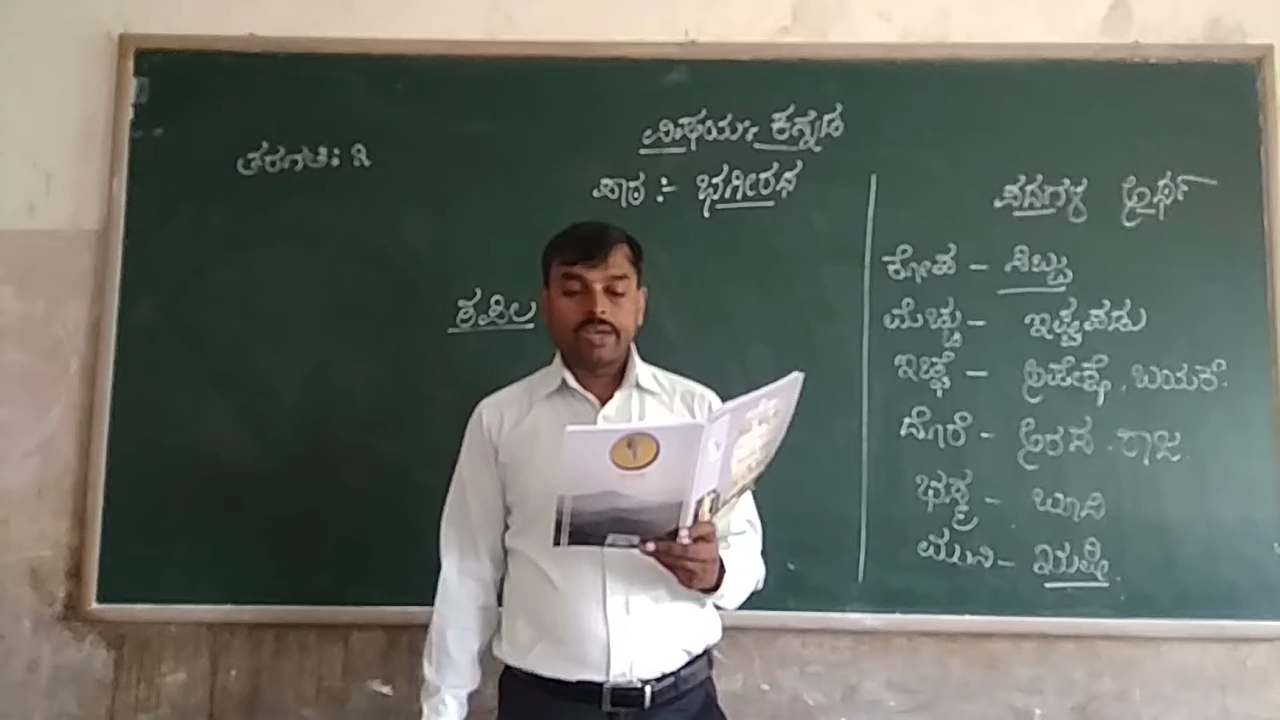 ವಿಷಯ: ಕನ್ನಡ
ತರಗತಿ: ೩
ಪಾಠ :- ಭಗೀರಥ
ಕಪಿಲ
ಪದಗಳ ಅರ್ಥ
ಕೋಪ - ಸಿಟ್ಟು
ಮೆಚ್ಚು - ಇಷ್ಟಪಡು
ಇಚ್ಛೆ - ಅಪೇಕ್ಷೆ, ಬಯಕೆ.
ದೊರೆ - ಅರಸ. ರಾಜ.
ಭಸ್ಮ - ಬೂದಿ
ಮುನಿ - ಋಷಿ.